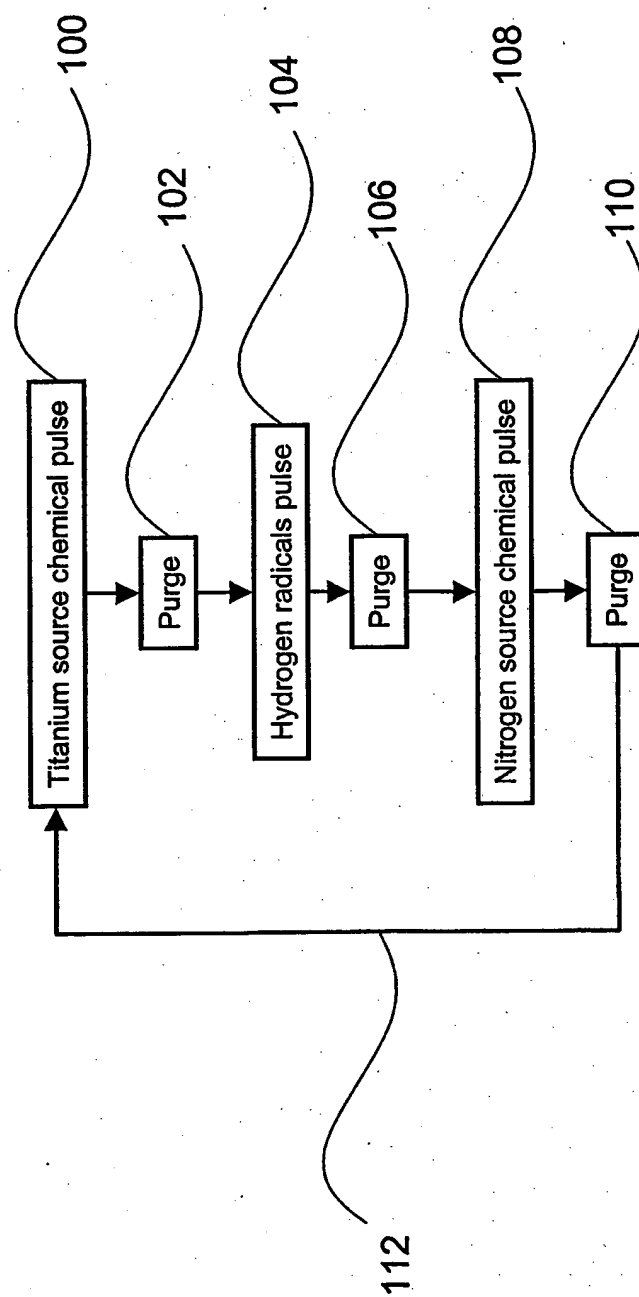 Titanium source chemical pulse
100
Purge
102
Hydrogen radicals pulse
104
Purge
106
Nitrogen source chemical pulse
108
Purge
110
112